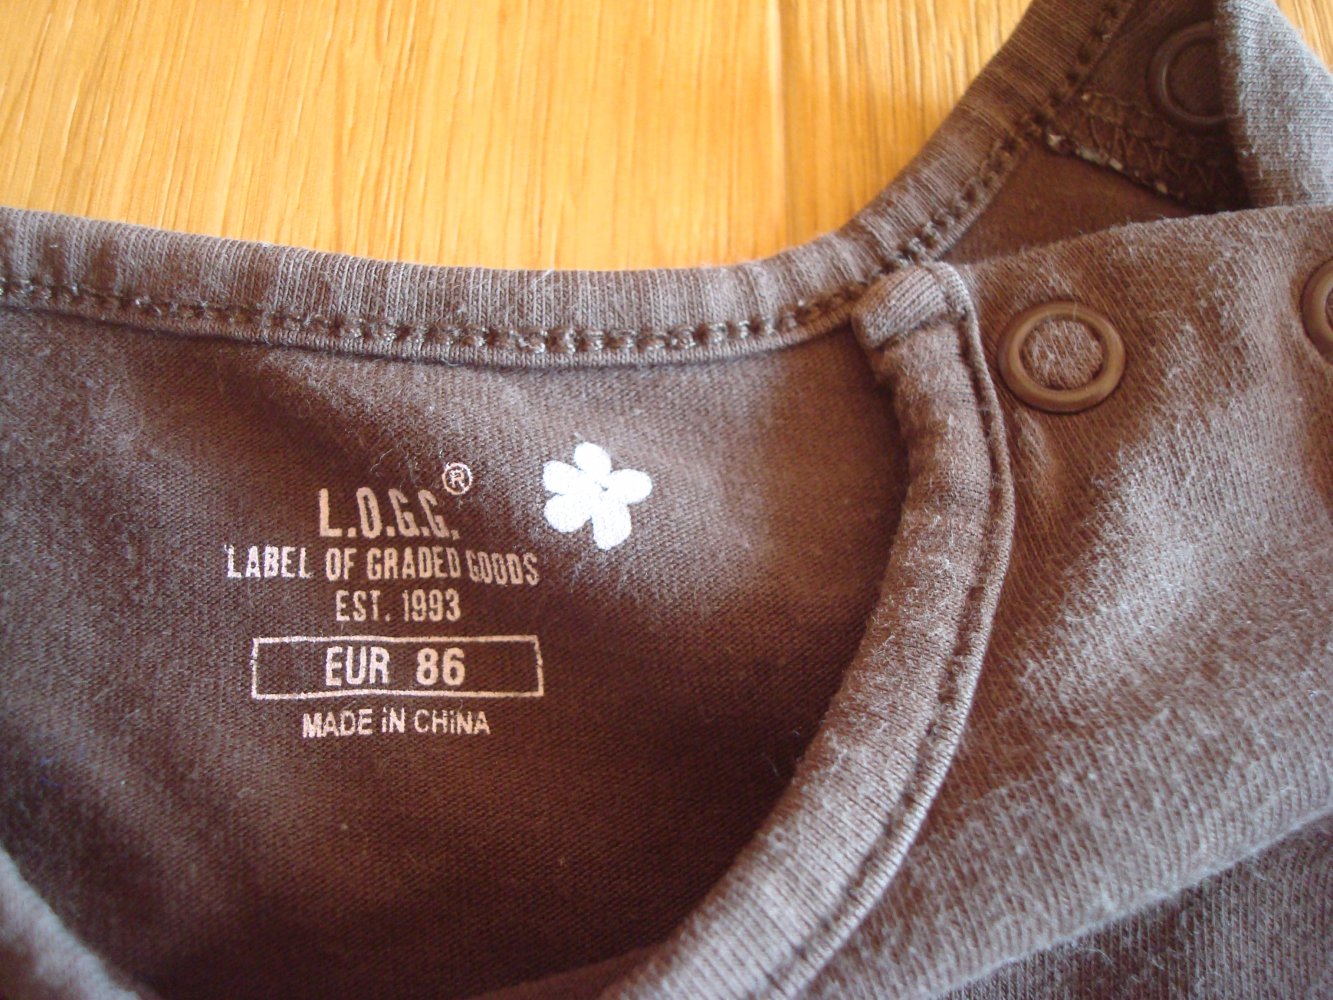 L.O.G.G.®
LABEL OF GRADED GOODS
EST. 1993
EUR 86
MADE IN CHINA